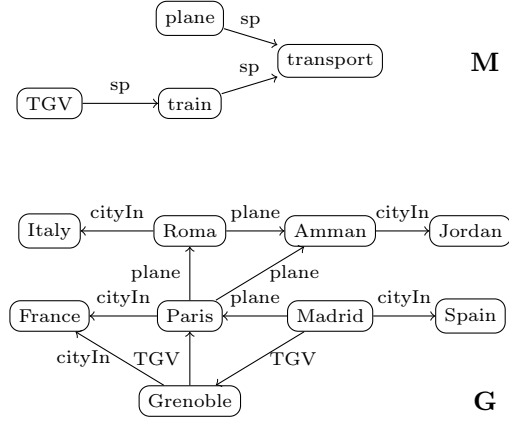 plane
sp
transport
M
sp
sp
TGV
train
cityIn
plane
cityIn
Italy
Roma
Amman
Jordan
plane
plane
cityIn
plane
cityIn
France
Paris
Madrid
Spain
cityIn
TGV
TGV
Grenoble
G